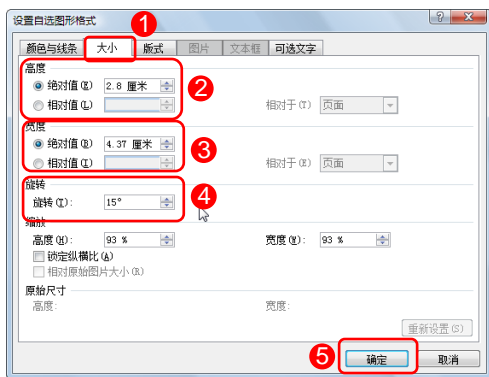 设置自选图形格式
1
颜色与线条 大小 版式 图片 文本框 可选文字
高度
绝对值(E) 2.8 厘米
2
相对值(L) 相对于(T) 页面
宽度
绝对值(B) 4.37 厘米
3
相对值(I) 相对于(E) 页面
旋转
旋转(T): 15°
4
缩放
高度(H): 93 % 宽度(W): 93 %
锁定纵横比(A)
相对原始图片大小(R)
原始尺寸
高度: 宽度:
重新设置(S)
5
确定 取消